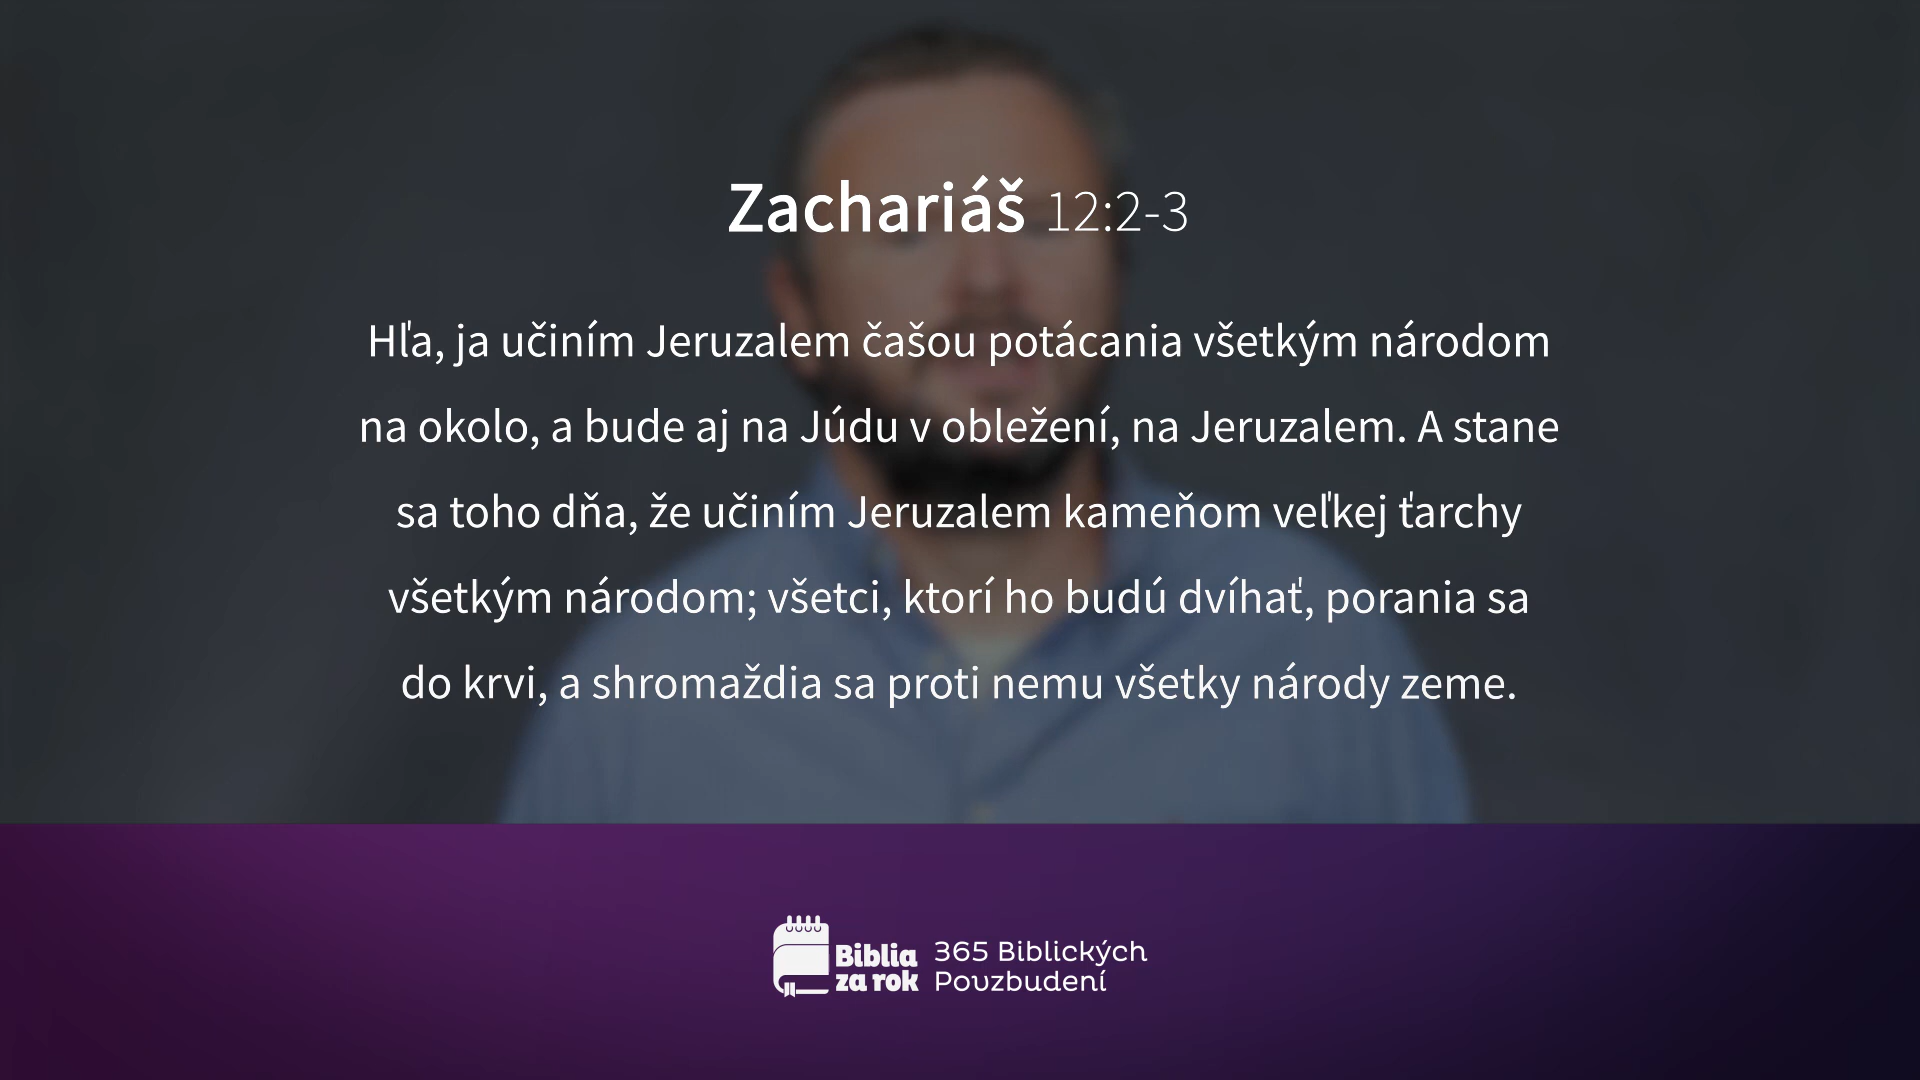 Zachariáš 12:2-3
Hľa, ja učiním Jeruzalem čašou potácania všetkým národom
na okolo, a bude aj na Júdu v obležení, na Jeruzalem. A stane
sa toho dňa, že učiním Jeruzalem kameňom veľkej ťarchy
všetkým národom; všetci, ktorí ho budú dvíhať, porania sa
do krvi, a shromaždia sa proti nemu všetky národy zeme.
Biblia
za rok
365 Biblických
Povzbudení